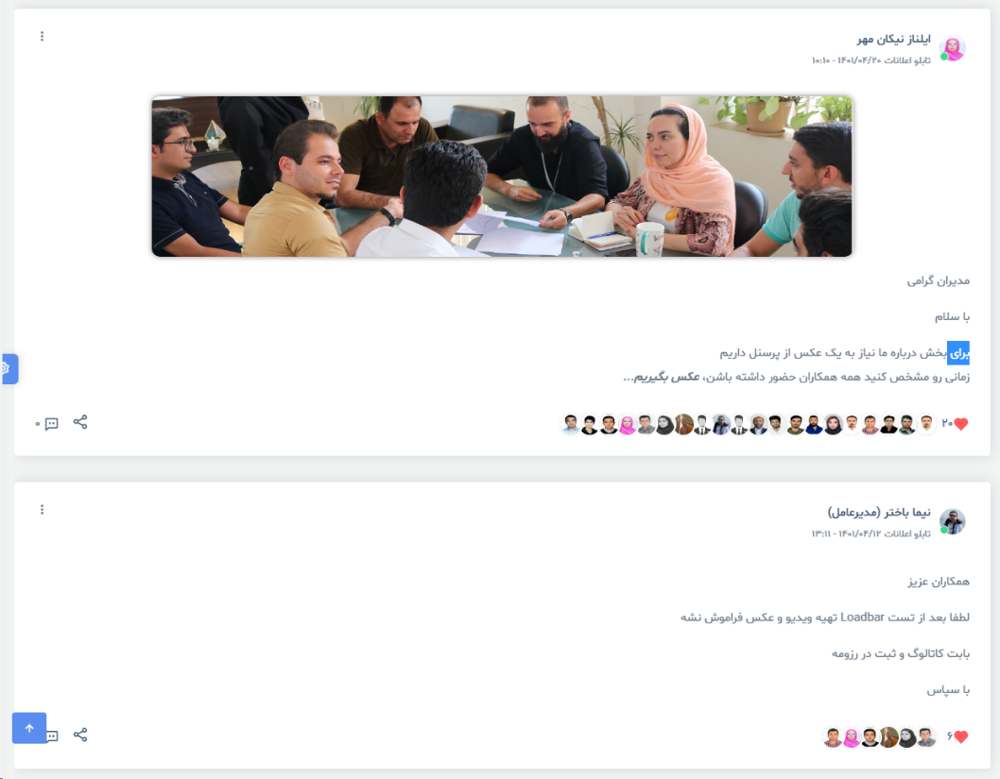 ایلناز نیکان مهر
تابلو اعلانات ۱۴۰۱/۰۴/۲۰ - ۱۰:۱۰
مدیران گرامی
با سلام
برای بخش درباره ما نیاز به یک عکس از پرسنل داریم
زمانی رو مشخص کنید همه همکاران حضور داشته باشن، عکس بگیریم...
۲۰
۰
نیما باختر (مدیرعامل)
تابلو اعلانات ۱۴۰۱/۰۴/۱۲ - ۱۳:۱۱
همکاران عزیز
لطفا بعد از تست Loadbar تهیه ویدیو و عکس فراموش نشه
بابت کاتالوگ و ثبت در رزومه
با سپاس
۶